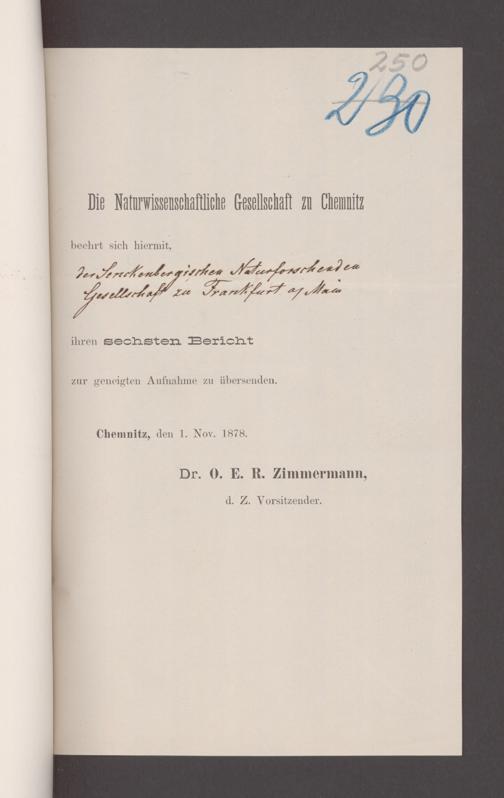 250
230
Die Naturwissenschaftliche Gesellschaft zu Chemnitz
beehrt sich hiermit,
der Senckenbergischen Naturforschenden
Gesellschaft zu Frankfurt a/ Main
ihren sechsten Bericht
zur geneigten Aufnahme zu übersenden.
Chemnitz, den 1. Nov. 1878.
Dr. O. E. R. Zimmermann,
d. Z. Vorsitzender.